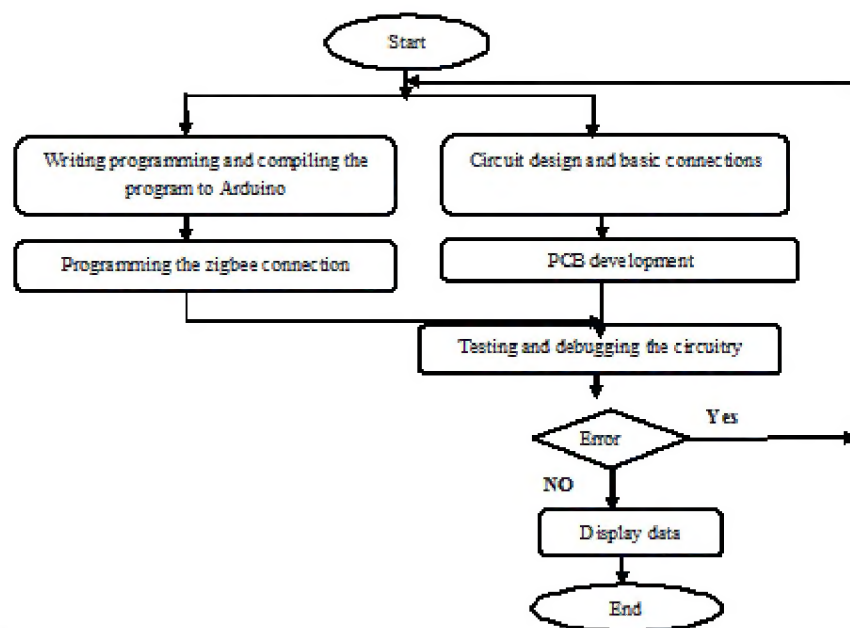 Start
Writing programming and compiling the
program to Arduino
Circuit design and basic connections
Programming the zigbee connection
PCB development
Testing and debugging the circuitry
Error
Yes
NO
Display data
End